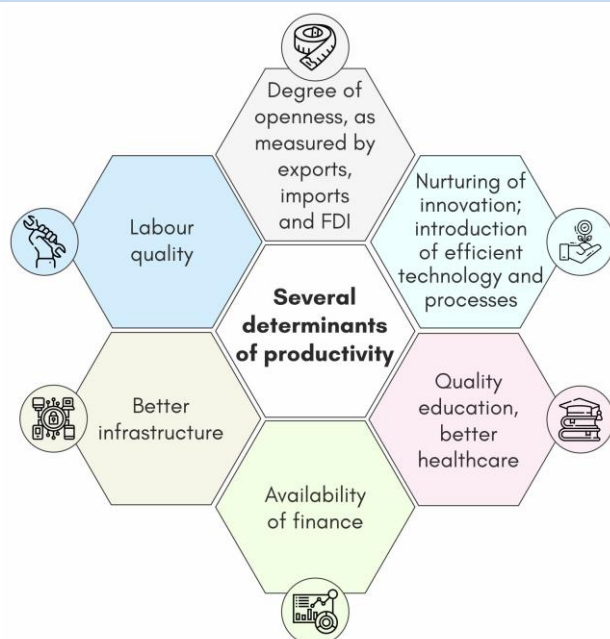 Degree of
openness, as
measured by
exports,
imports
and FDI
Nurturing of
innovation;
introduction
of efficient
technology and
processes
Labour
quality
Several
determinants
of productivity
Quality
education,
better
healthcare
Better
infrastructure
Availability
of finance